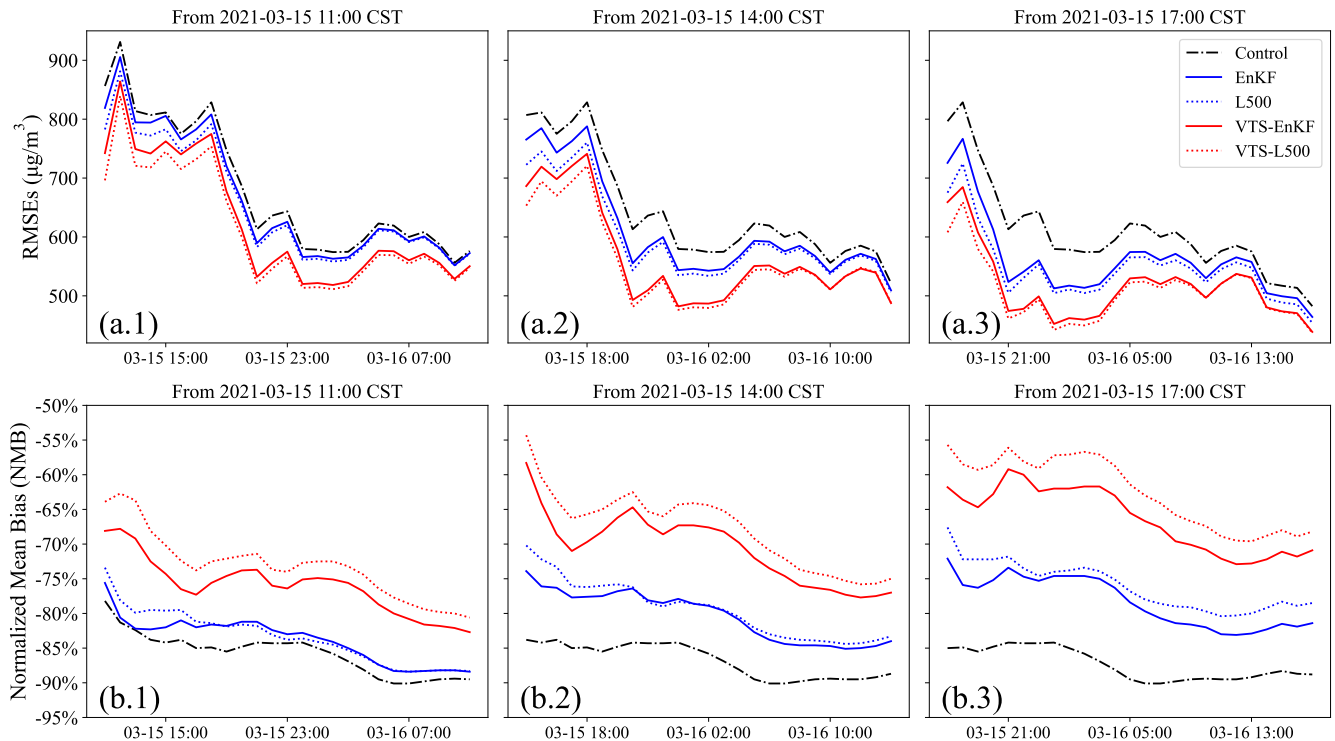 From 2021-03-15 11:00 CST
From 2021-03-15 14:00 CST
From 2021-03-15 17:00 CST
RMSEs (μg/m³)
900
800
700
600
500
Control
EnKF
L500
VTS-EnKF
VTS-L500
(a.1)
(a.2)
(a.3)
03-15 15:00
03-15 23:00
03-16 07:00
03-15 18:00
03-16 02:00
03-16 10:00
03-15 21:00
03-16 05:00
03-16 13:00
From 2021-03-15 11:00 CST
From 2021-03-15 14:00 CST
From 2021-03-15 17:00 CST
Normalized Mean Bias (NMB)
-50%
-55%
-60%
-65%
-70%
-75%
-80%
-85%
-90%
-95%
(b.1)
(b.2)
(b.3)
03-15 15:00
03-15 23:00
03-16 07:00
03-15 18:00
03-16 02:00
03-16 10:00
03-15 21:00
03-16 05:00
03-16 13:00